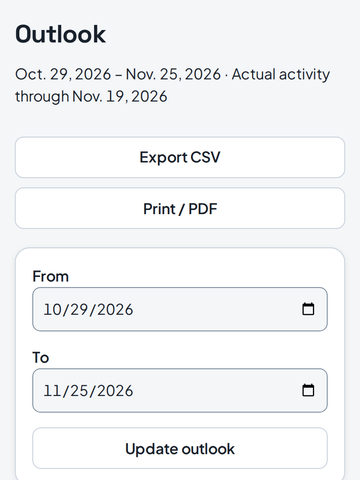 Outlook
Oct. 29, 2026 – Nov. 25, 2026 · Actual activity
through Nov. 19, 2026
Export CSV
Print / PDF
From
10/29/2026
To
11/25/2026
Update outlook